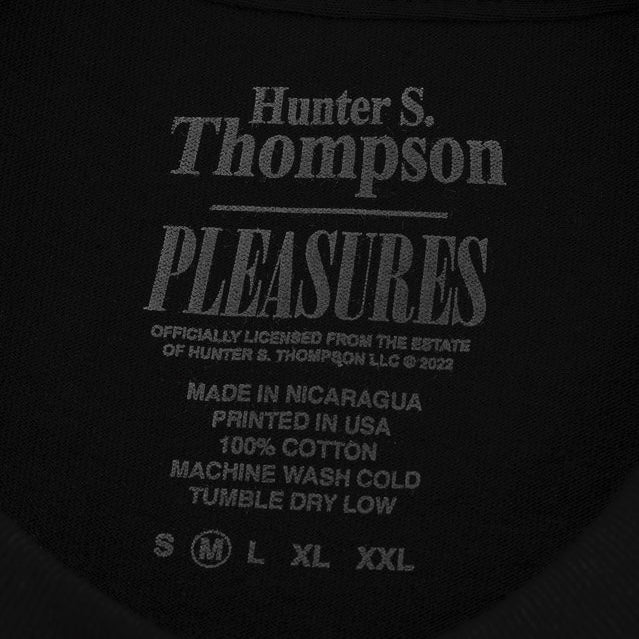 Hunter S.
Thompson
PLEASURES
OFFICIALLY LICENSED FROM THE ESTATE
OF HUNTER S. THOMPSON LLC © 2022
MADE IN NICARAGUA
PRINTED IN USA
100% COTTON
MACHINE WASH COLD
TUMBLE DRY LOW
S M L XL XXL